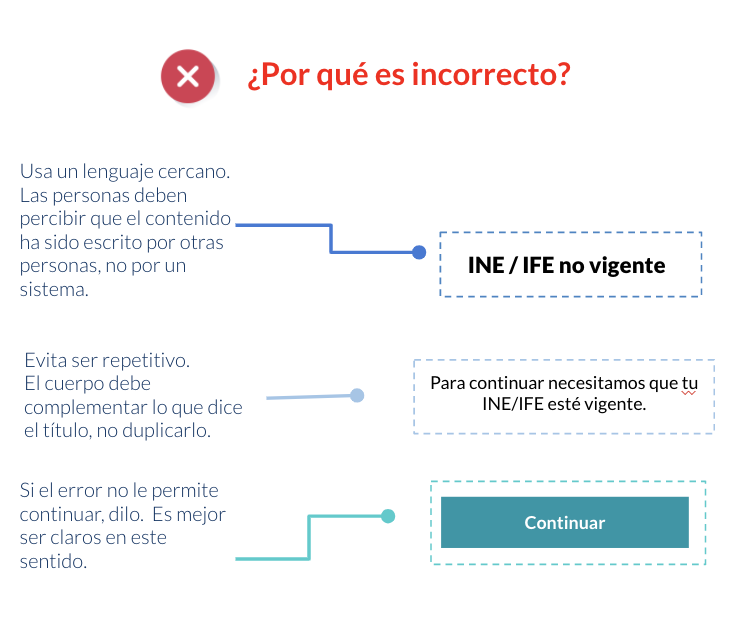 ¿Por qué es incorrecto?
Usa un lenguaje cercano.
Las personas deben
percibir que el contenido
ha sido escrito por otras
personas, no por un
sistema.
INE / IFE no vigente
Evita ser repetitivo.
El cuerpo debe
complementar lo que dice
el título, no duplicarlo.
Para continuar necesitamos que tu
INE/IFE esté vigente.
Si el error no le permite
continuar, dilo.  Es mejor
ser claros en este
sentido.
Continuar